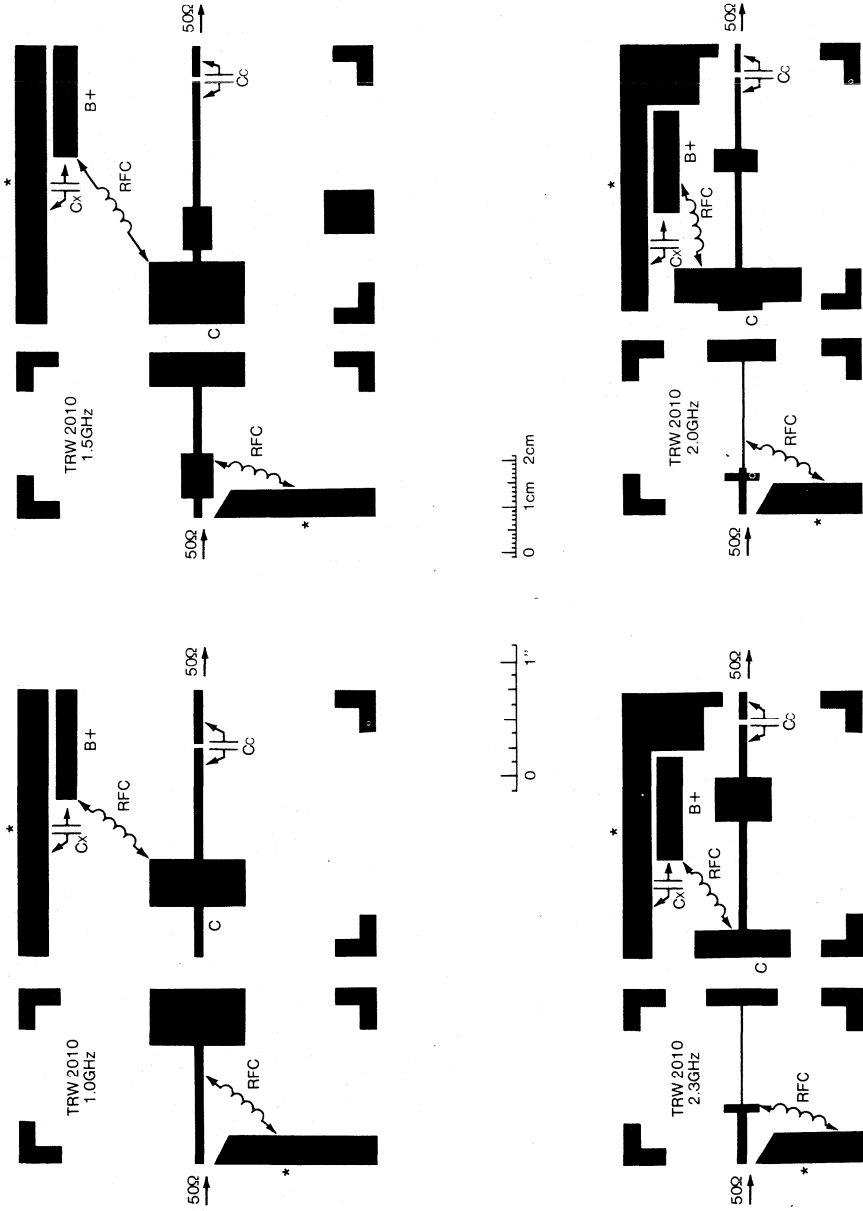 *
B+
Cx
RFC
50Ω
Cc
C
TRW 2010
1.5GHz
RFC
50Ω
*
*
B+
Cx
RFC
50Ω
Cc
C
TRW 2010
2.0GHz
RFC
50Ω
*
0 1cm 2cm
0 1"
*
B+
Cx
RFC
50Ω
Cc
C
TRW 2010
1.0GHz
RFC
50Ω
*
*
B+
Cx
RFC
50Ω
Cc
C
TRW 2010
2.3GHz
RFC
50Ω
*